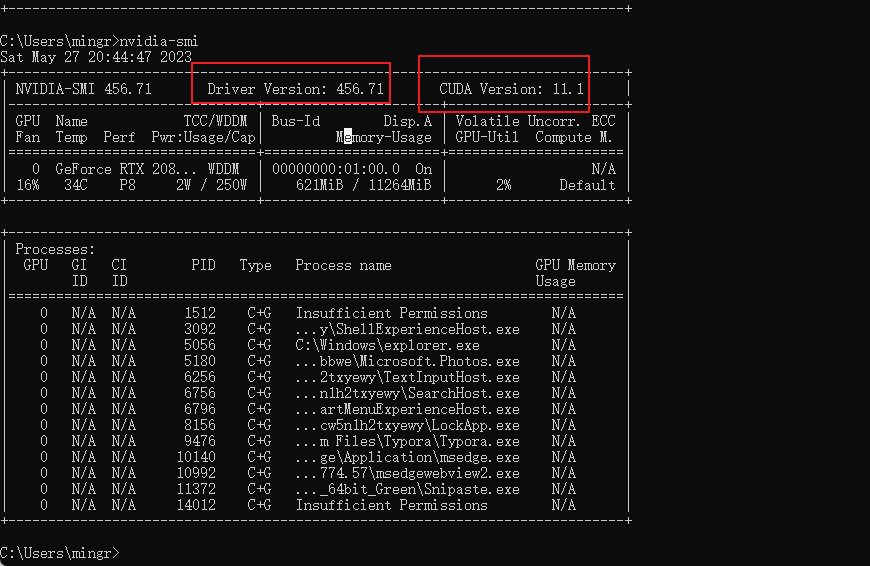 C:\Users\mingr>nvidia-smi
Sat May 27 20:44:47 2023
NVIDIA-SMI 456.71 Driver Version: 456.71 CUDA Version: 11.1
GPU Name TCC/WDDM Bus-Id Disp.A Volatile Uncorr. ECC
Fan Temp Perf Pwr:Usage/Cap Memory-Usage GPU-Util Compute M.
0 GeForce RTX 208... WDDM 00000000:01:00.0 On N/A
16% 34C P8 2W / 250W 621MiB / 11264MiB 2% Default
Processes:
GPU GI CI PID Type Process name GPU Memory
ID ID Usage
0 N/A N/A 1512 C+G Insufficient Permissions N/A
0 N/A N/A 3092 C+G ...y\ShellExperienceHost.exe N/A
0 N/A N/A 5056 C+G C:\Windows\explorer.exe N/A
0 N/A N/A 5180 C+G ...bbwe\Microsoft.Photos.exe N/A
0 N/A N/A 6256 C+G ...2txyewy\TextInputHost.exe N/A
0 N/A N/A 6756 C+G ...n1h2txyewy\SearchHost.exe N/A
0 N/A N/A 6796 C+G ...artMenuExperienceHost.exe N/A
0 N/A N/A 8156 C+G ...cw5n1h2txyewy\LockApp.exe N/A
0 N/A N/A 9476 C+G ...m Files\Typora\Typora.exe N/A
0 N/A N/A 10140 C+G ...ge\Application\msedge.exe N/A
0 N/A N/A 10992 C+G ...774.57\msedgewebview2.exe N/A
0 N/A N/A 11372 C+G ..._64bit_Green\Snipaste.exe N/A
0 N/A N/A 14012 C+G Insufficient Permissions N/A
C:\Users\mingr>